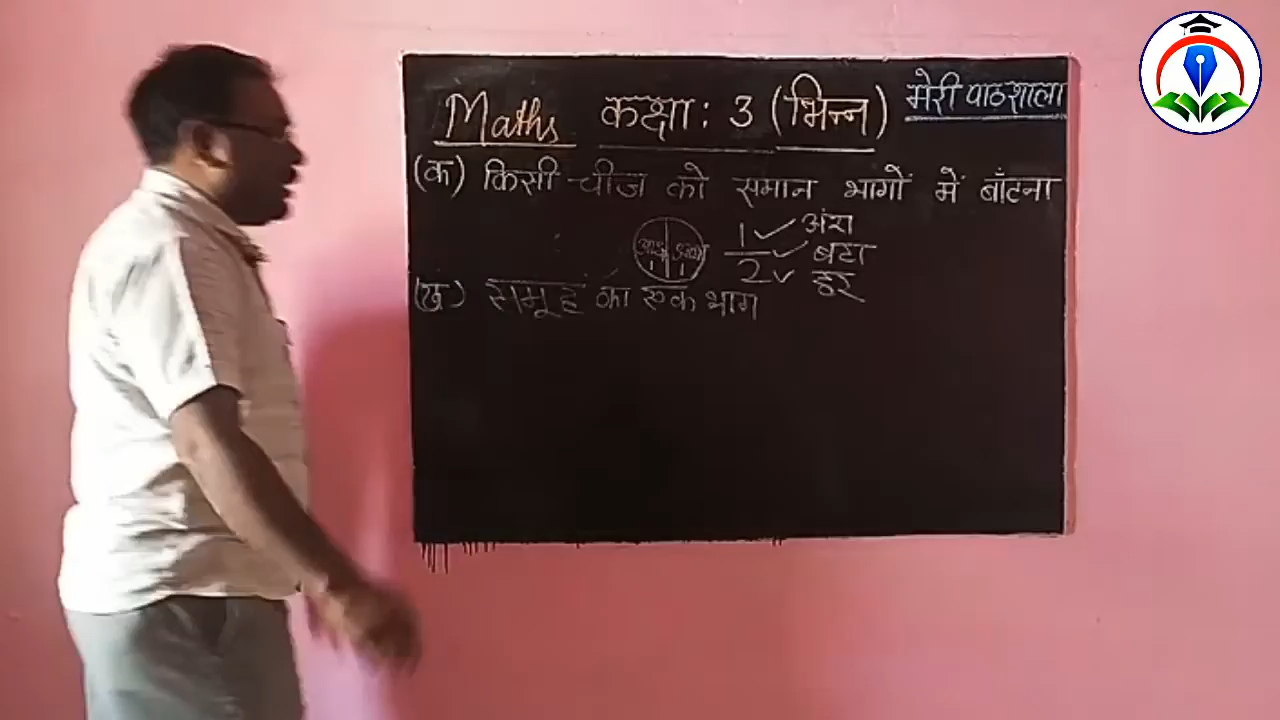 Maths कक्षा: 3 (भिन्न) मेरी पाठशाला
(क) किसी चीज को समान भागों में बाँटना
1 अंश
बटा
2 हर
(ख) समूह का एक भाग